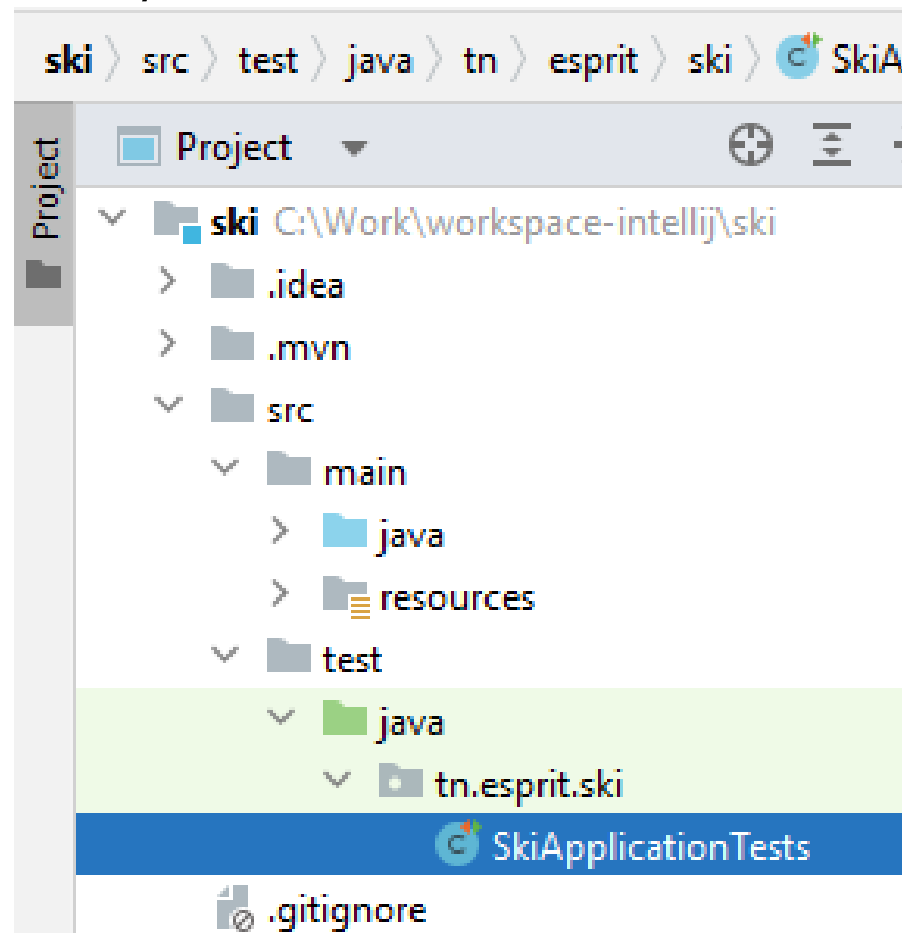 ski 〉 src 〉 test 〉 java 〉 tn 〉 esprit 〉 ski 〉 SkiA
Project
Project
ski C:\Work\workspace-intellij\ski
.idea
.mvn
src
main
java
resources
test
java
tn.esprit.ski
SkiApplicationTests
.gitignore